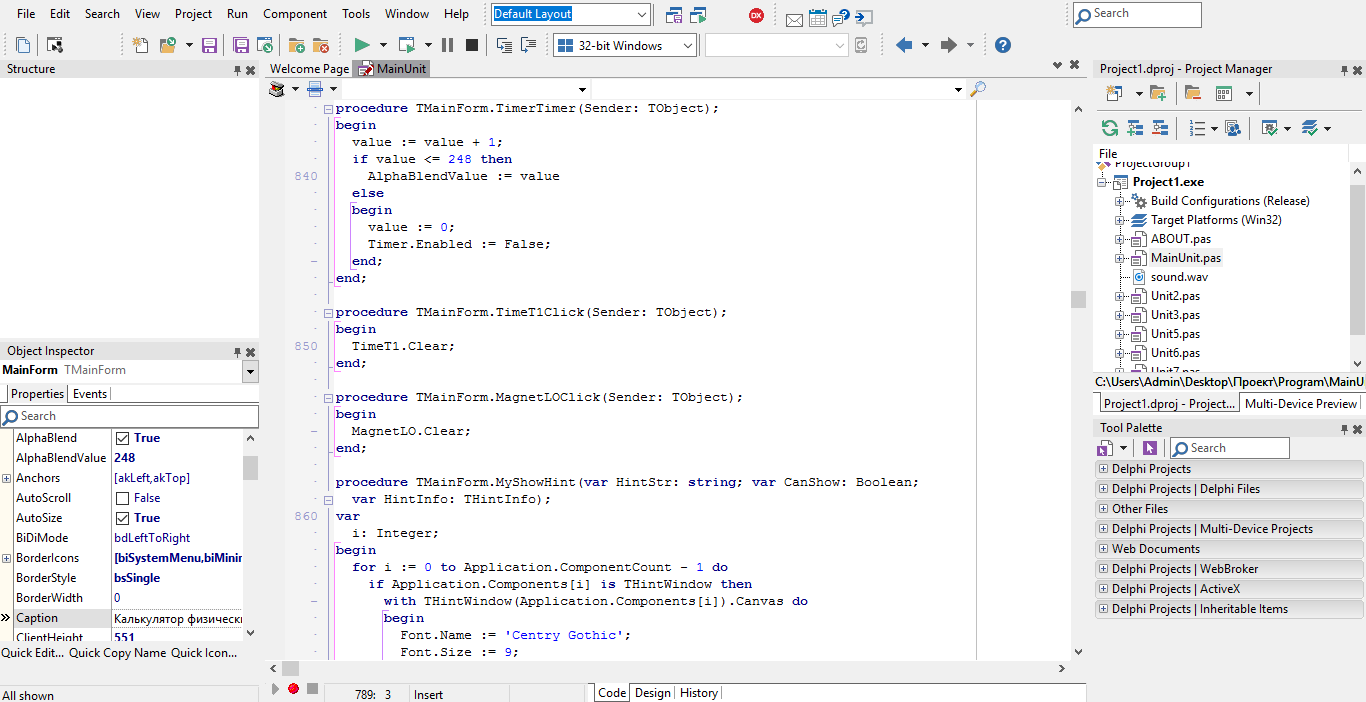 File Edit Search View Project Run Component Tools Window Help
Default Layout
DX
Search
32-bit Windows
Structure
Welcome Page MainUnit
procedure TMainForm.TimerTimer(Sender: TObject);
begin
value := value + 1;
if value <= 248 then
840 AlphaBlendValue := value
else
begin
value := 0;
Timer.Enabled := False;
end;
end;
procedure TMainForm.TimeT1Click(Sender: TObject);
begin
850 TimeT1.Clear;
end;
procedure TMainForm.MagnetLOClick(Sender: TObject);
begin
MagnetLO.Clear;
end;
procedure TMainForm.MyShowHint(var HintStr: string; var CanShow: Boolean;
var HintInfo: THintInfo);
860 var
i: Integer;
begin
for i := 0 to Application.ComponentCount - 1 do
if Application.Components[i] is THintWindow then
with THintWindow(Application.Components[i]).Canvas do
begin
Font.Name := 'Centry Gothic';
Font.Size := 9;
789: 3 Insert
Code Design History
Object Inspector
MainForm TMainForm
Properties Events
Search
AlphaBlend True
AlphaBlendValue 248
Anchors [akLeft,akTop]
AutoScroll False
AutoSize True
BiDiMode bdLeftToRight
BorderIcons [biSystemMenu,biMinir
BorderStyle bsSingle
BorderWidth 0
Caption Калькулятор физически
ClientHeight 551
Quick Edit... Quick Copy Name Quick Icon...
All shown
Project1.dproj - Project Manager
File
ProjectGroup1
Project1.exe
Build Configurations (Release)
Target Platforms (Win32)
ABOUT.pas
MainUnit.pas
sound.wav
Unit2.pas
Unit3.pas
Unit5.pas
Unit6.pas
Unit7.pas
C:\Users\Admin\Desktop\Проект\Program\MainU
Project1.dproj - Project... Multi-Device Preview
Tool Palette
Search
Delphi Projects
Delphi Projects | Delphi Files
Other Files
Delphi Projects | Multi-Device Projects
Web Documents
Delphi Projects | WebBroker
Delphi Projects | ActiveX
Delphi Projects | Inheritable Items